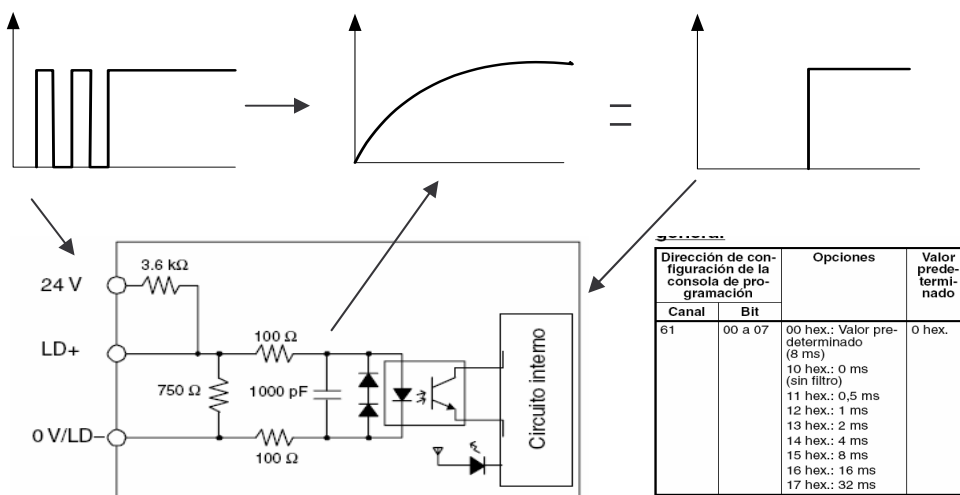 24 V
3.6 kΩ
LD+
100 Ω
750 Ω
1000 pF
0 V/LD–
100 Ω
Circuito interno
general
Dirección de con-
figuración de la
consola de pro-
gramación
Opciones
Valor
prede-
termi-
nado
Canal
Bit
61
00 a 07
00 hex.: Valor pre-
determinado
(8 ms)
10 hex.: 0 ms
(sin filtro)
11 hex.: 0,5 ms
12 hex.: 1 ms
13 hex.: 2 ms
14 hex.: 4 ms
15 hex.: 8 ms
16 hex.: 16 ms
17 hex.: 32 ms
0 hex.